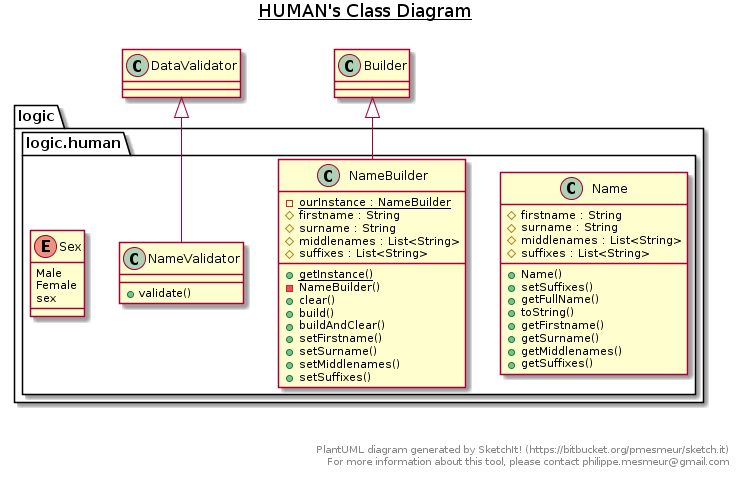 HUMAN's Class Diagram
C DataValidator
C Builder
logic
logic.human
E Sex
Male
Female
sex
C NameValidator
validate()
C NameBuilder
ourInstance : NameBuilder
firstname : String
surname : String
middlenames : List<String>
suffixes : List<String>
getInstance()
NameBuilder()
clear()
build()
buildAndClear()
setFirstname()
setSurname()
setMiddlenames()
setSuffixes()
C Name
firstname : String
surname : String
middlenames : List<String>
suffixes : List<String>
Name()
setSuffixes()
getFullName()
toString()
getFirstname()
getSurname()
getMiddlenames()
getSuffixes()
PlantUML diagram generated by SketchIt! (https://bitbucket.org/pmesmeur/sketch.it)
For more information about this tool, please contact philippe.mesmeur@gmail.com